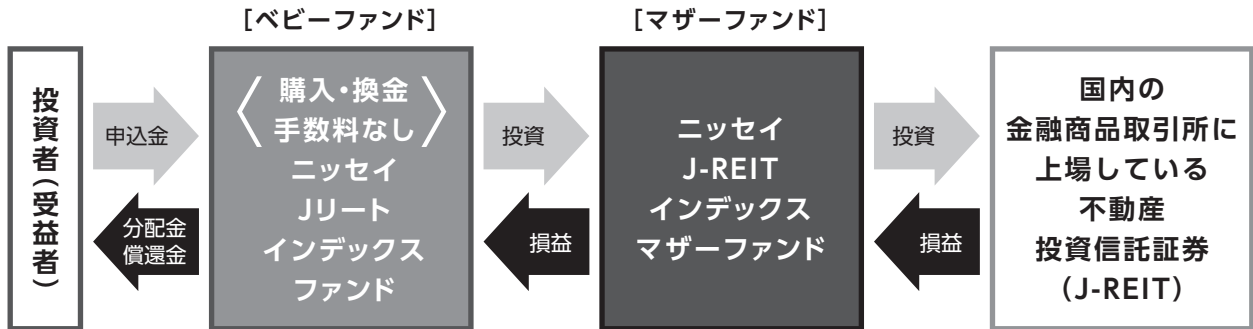 [ベビーファンド]
[マザーファンド]
投資者(受益者)
申込金
分配金
償還金
〈購入・換金
手数料なし〉
ニッセイ
Jリート
インデックス
ファンド
投資
損益
ニッセイ
J-REIT
インデックス
マザーファンド
投資
損益
国内の
金融商品取引所に
上場している
不動産
投資信託証券
(J-REIT)